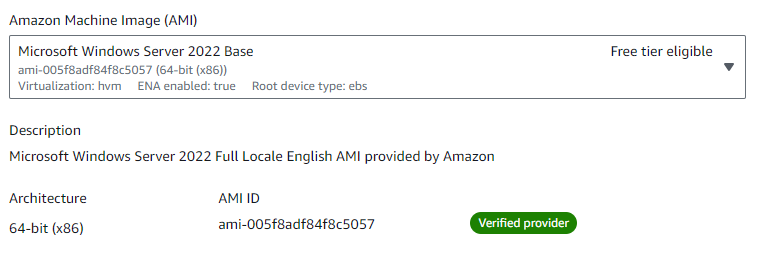 Amazon Machine Image (AMI)
Microsoft Windows Server 2022 Base Free tier eligible
ami-005f8adf84f8c5057 (64-bit (x86))
Virtualization: hvm ENA enabled: true Root device type: ebs
Description
Microsoft Windows Server 2022 Full Locale English AMI provided by Amazon
Architecture AMI ID
64-bit (x86) ami-005f8adf84f8c5057 Verified provider